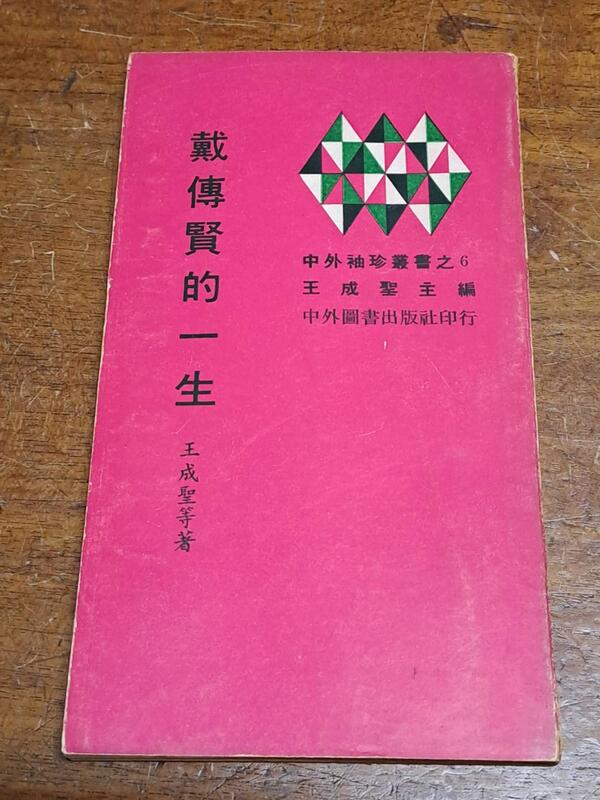 戴傳賢的一生
王成聖等著
中外袖珍叢書之6
王成聖主編
中外圖書出版社印行